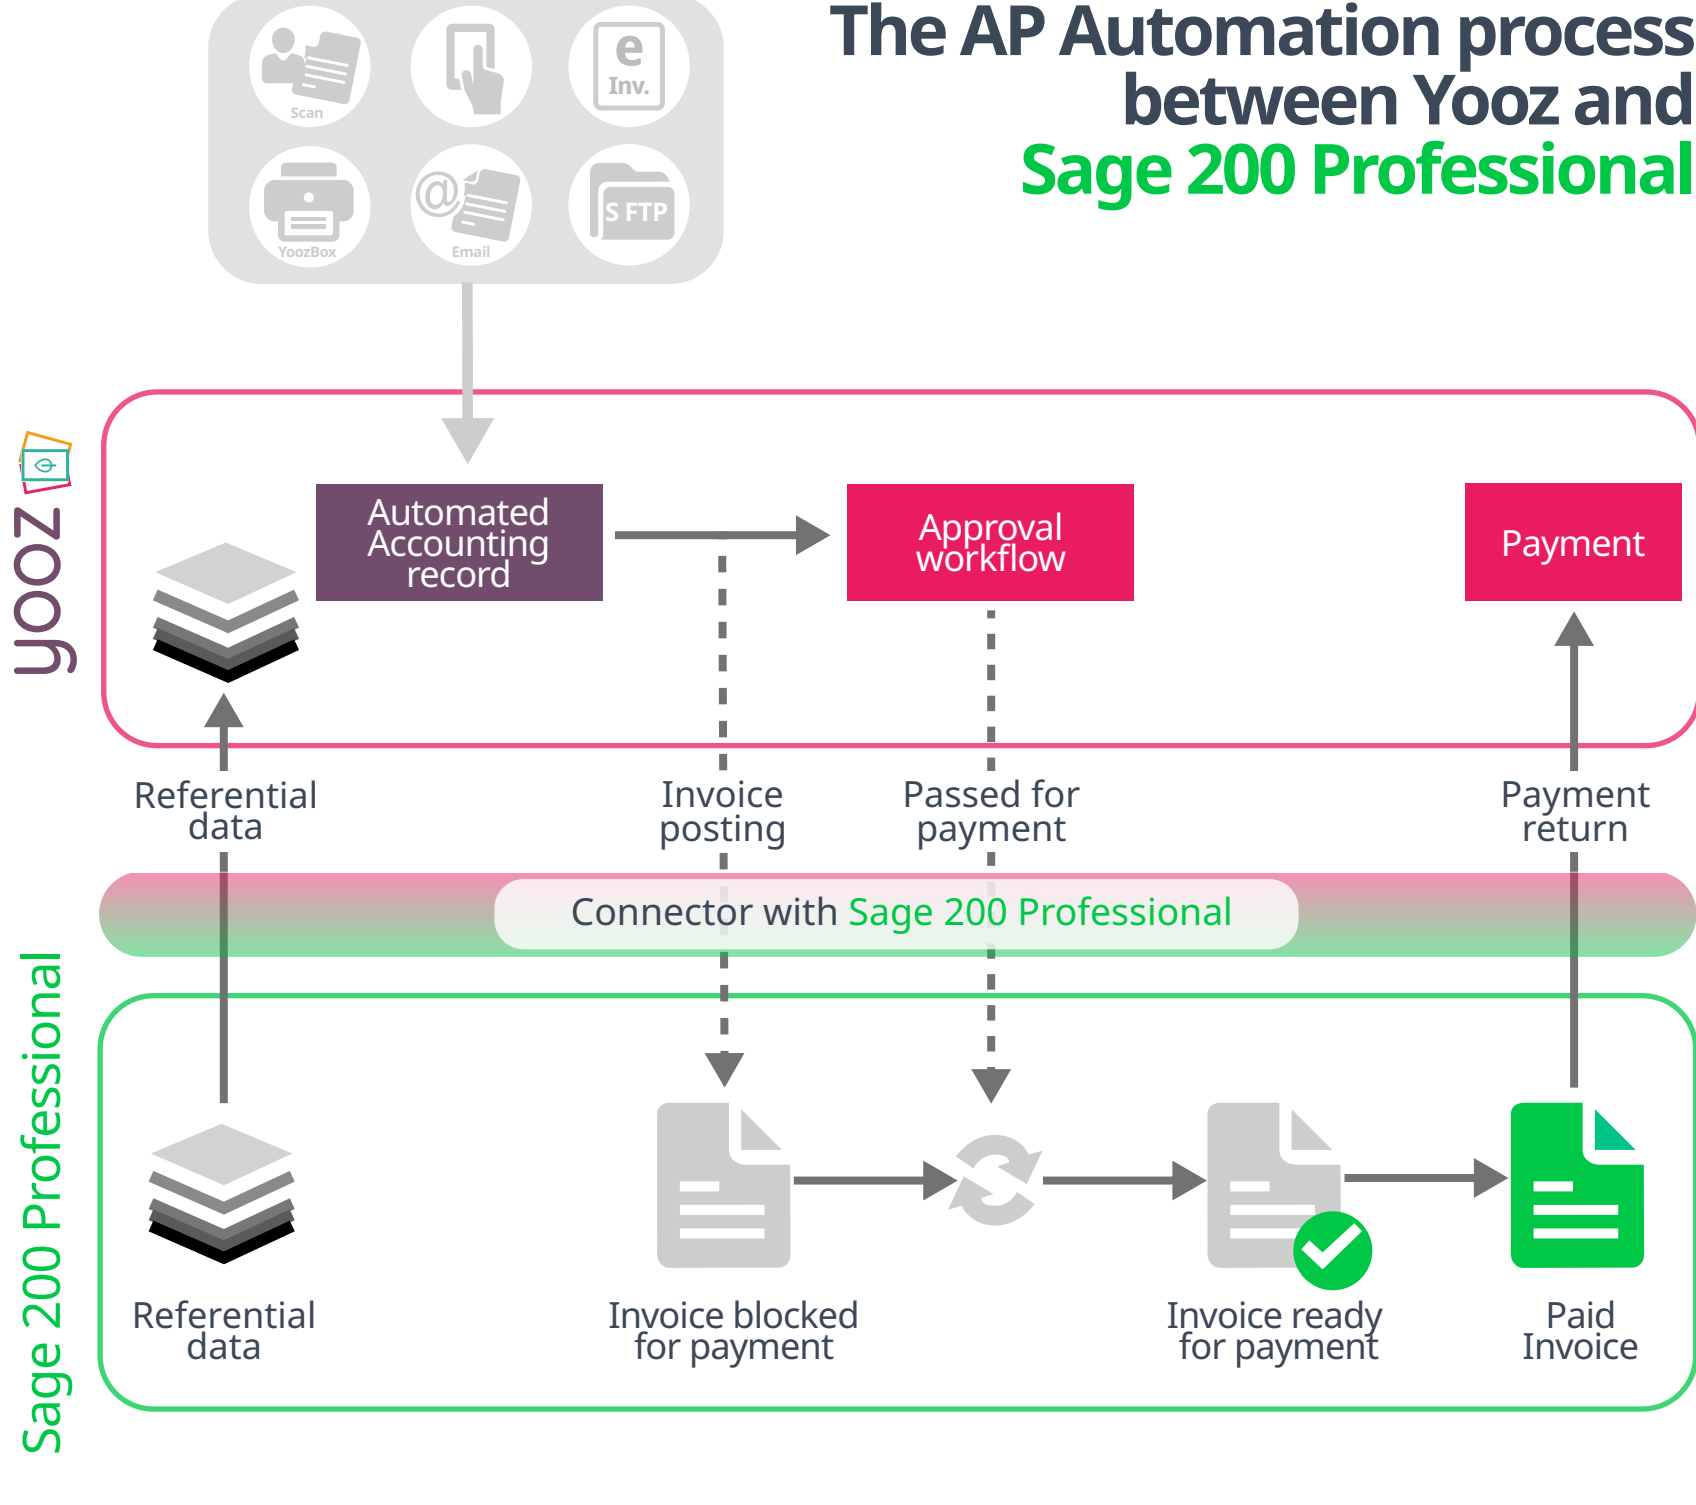 The AP Automation process
between Yooz and
Sage 200 Professional
Scan
e
Inv.
YoozBox
@
Email
S FTP
yooz
Automated
Accounting
record
Approval
workflow
Payment
Referential
data
Invoice
posting
Passed for
payment
Payment
return
Connector with Sage 200 Professional
Sage 200 Professional
Referential
data
Invoice blocked
for payment
Invoice ready
for payment
Paid
Invoice